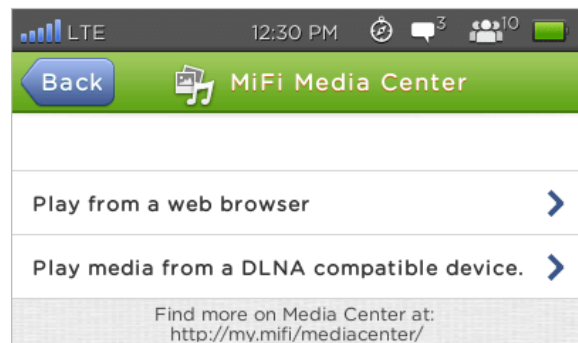 LTE 12:30 PM 3 10
Back MiFi Media Center
Play from a web browser
Play media from a DLNA compatible device.
Find more on Media Center at:
http://my.mifi/mediacenter/